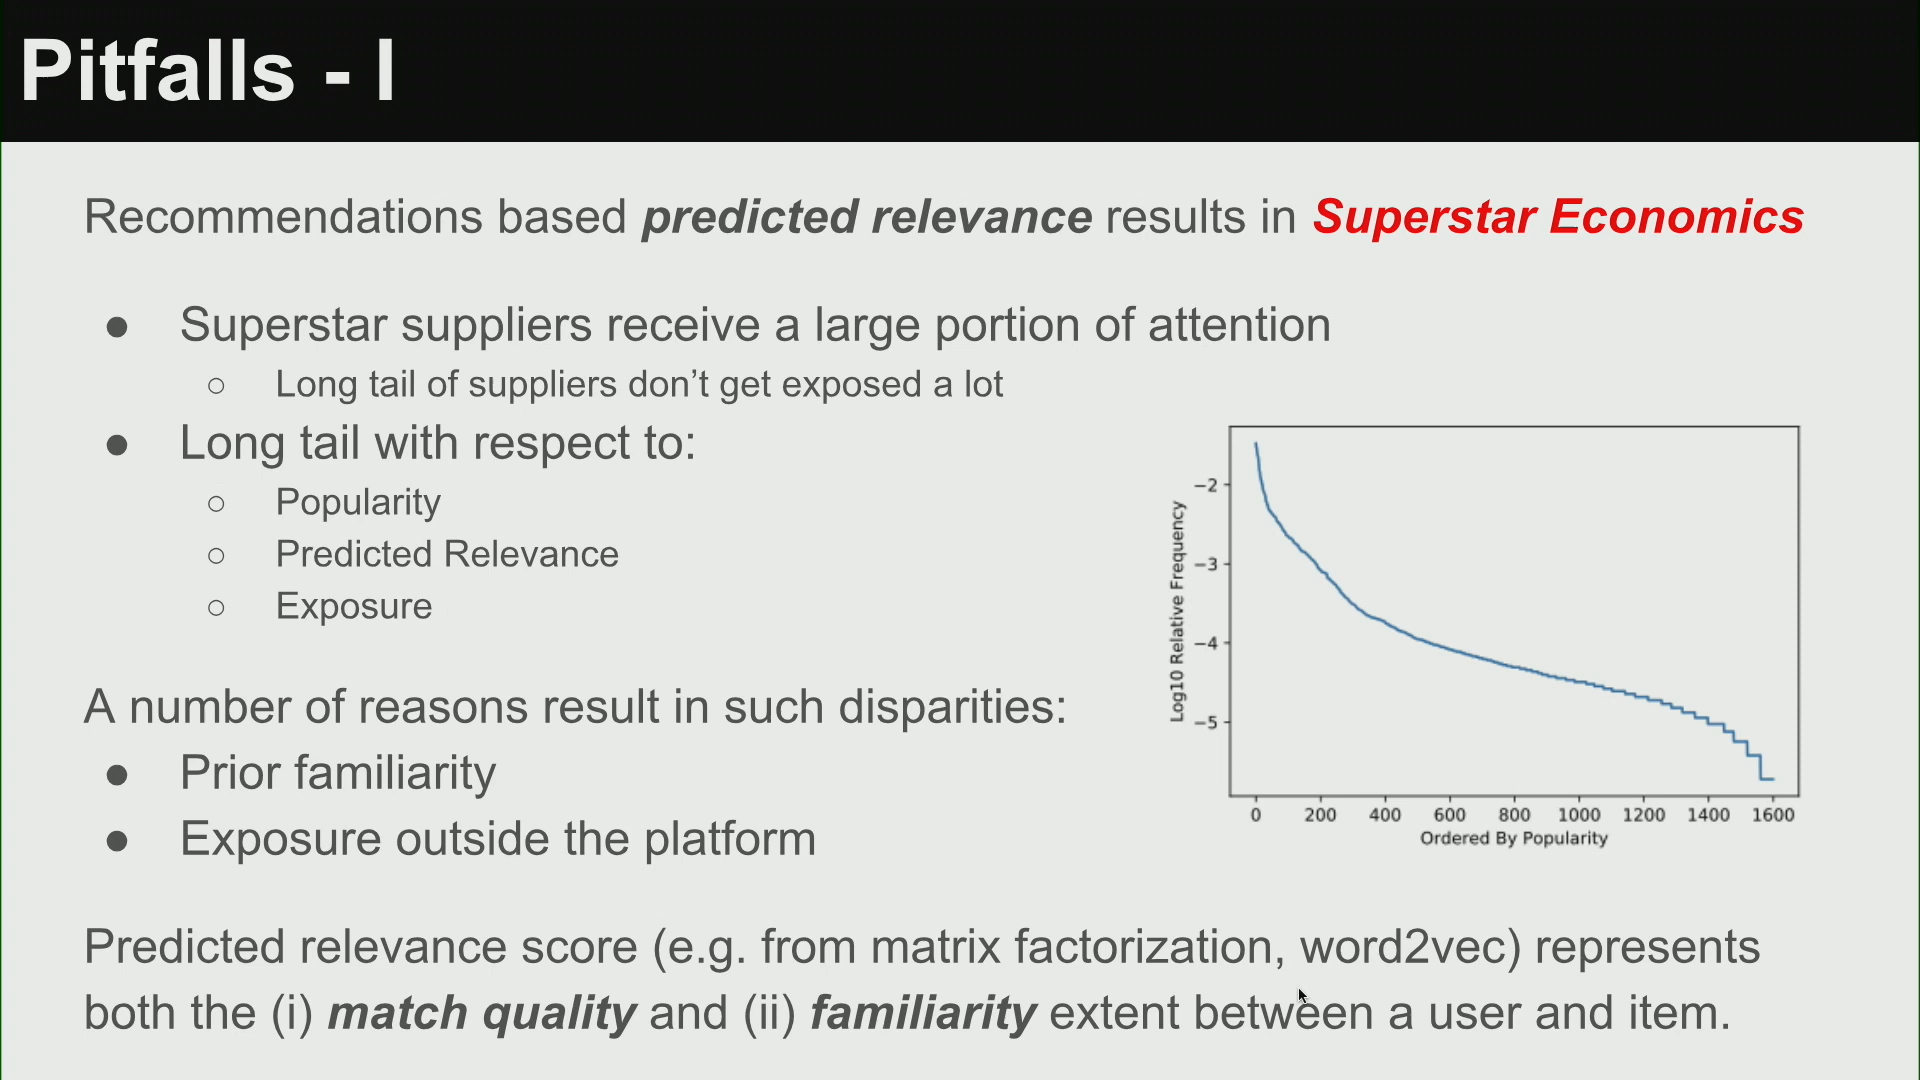 Pitfalls - I
Recommendations based predicted relevance results in Superstar Economics
● Superstar suppliers receive a large portion of attention
○ Long tail of suppliers don’t get exposed a lot
● Long tail with respect to:
○ Popularity
○ Predicted Relevance
○ Exposure
A number of reasons result in such disparities:
● Prior familiarity
● Exposure outside the platform
Log10 Relative Frequency
−2
−3
−4
−5
0 200 400 600 800 1000 1200 1400 1600
Ordered By Popularity
Predicted relevance score (e.g. from matrix factorization, word2vec) represents
both the (i) match quality and (ii) familiarity extent between a user and item.